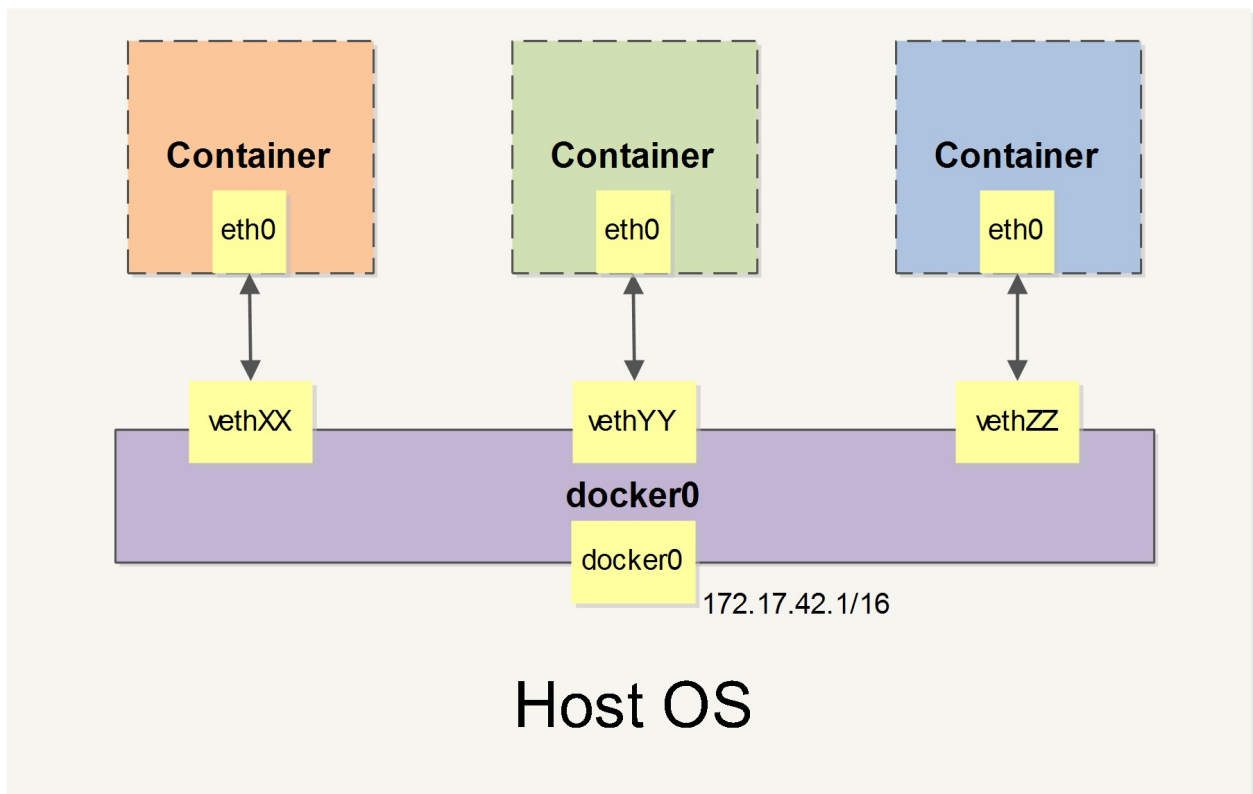 Container
Container
Container
eth0
eth0
eth0
vethXX
vethYY
vethZZ
docker0
docker0
172.17.42.1/16
Host OS